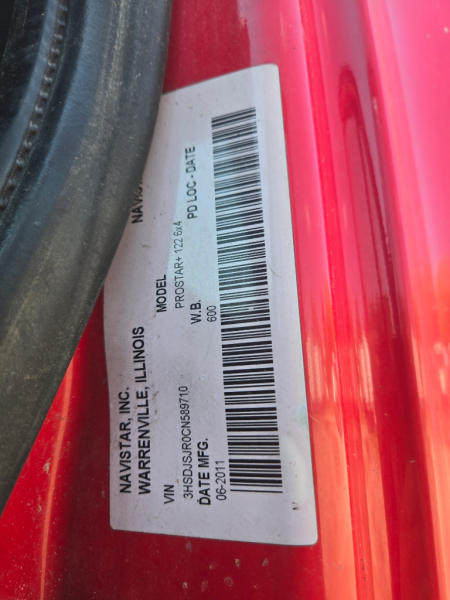 NAVISTAR, INC.
WARRENVILLE, ILLINOIS
VIN MODEL
3HSDJSJR0CN589710 PROSTAR+ 122 6x4
DATE MFG. W.B. PD LOC - DATE
06-2011 600